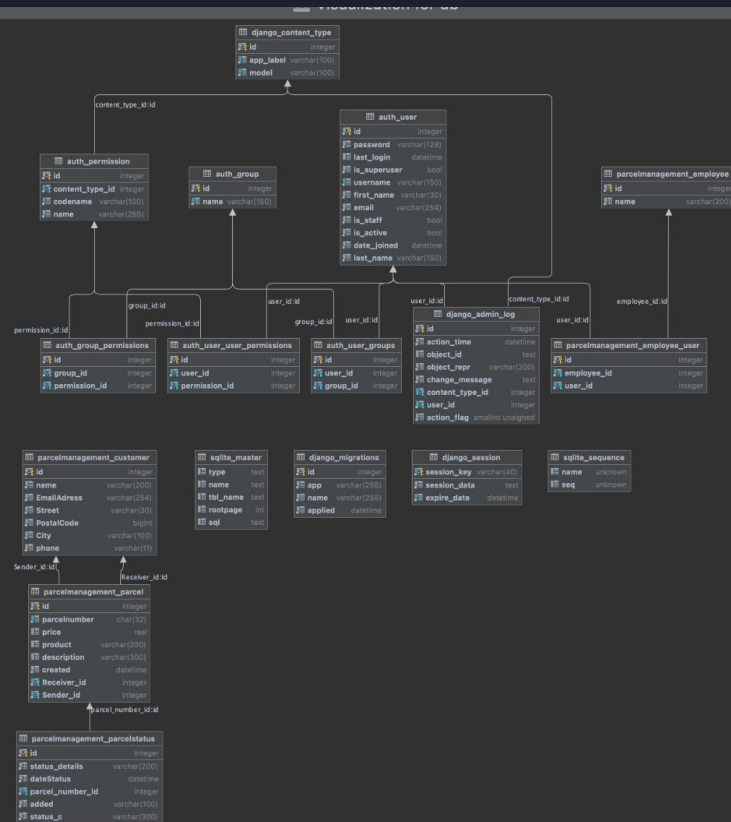 Visualization for db
django_content_type
id integer
app_label varchar(100)
model varchar(100)
content_type_id:id
auth_user
id integer
password varchar(128)
last_login datetime
is_superuser bool
username varchar(150)
first_name varchar(30)
email varchar(254)
is_staff bool
is_active bool
date_joined datetime
last_name varchar(150)
auth_permission
id integer
content_type_id integer
codename varchar(100)
name varchar(255)
auth_group
id integer
name varchar(150)
parcelmanagement_employee
id integer
name varchar(200)
permission_id:id
group_id:id
permission_id:id
user_id:id
group_id:id
user_id:id
user_id:id
content_type_id:id
user_id:id
employee_id:id
auth_group_permissions
id integer
group_id integer
permission_id integer
auth_user_user_permissions
id integer
user_id integer
permission_id integer
auth_user_groups
id integer
user_id integer
group_id integer
django_admin_log
id integer
action_time datetime
object_id text
object_repr varchar(200)
change_message text
content_type_id integer
user_id integer
action_flag smallint unsigned
parcelmanagement_employee_user
id integer
employee_id integer
user_id integer
parcelmanagement_customer
id integer
name varchar(200)
EmailAdress varchar(254)
Street varchar(30)
PostalCode bigint
City varchar(100)
phone varchar(11)
sqlite_master
type text
name text
tbl_name text
rootpage int
sql text
django_migrations
id integer
app varchar(255)
name varchar(255)
applied datetime
django_session
session_key varchar(40)
session_data text
expire_date datetime
sqlite_sequence
name unknown
seq unknown
Sender_id:id
Receiver_id:id
parcelmanagement_parcel
id integer
parcelnumber char(32)
price real
product varchar(200)
description varchar(300)
created datetime
Receiver_id integer
Sender_id integer
parcel_number_id:id
parcelmanagement_parcelstatus
id integer
status_details varchar(200)
dateStatus datetime
parcel_number_id integer
added varchar(100)
status_c varchar(300)